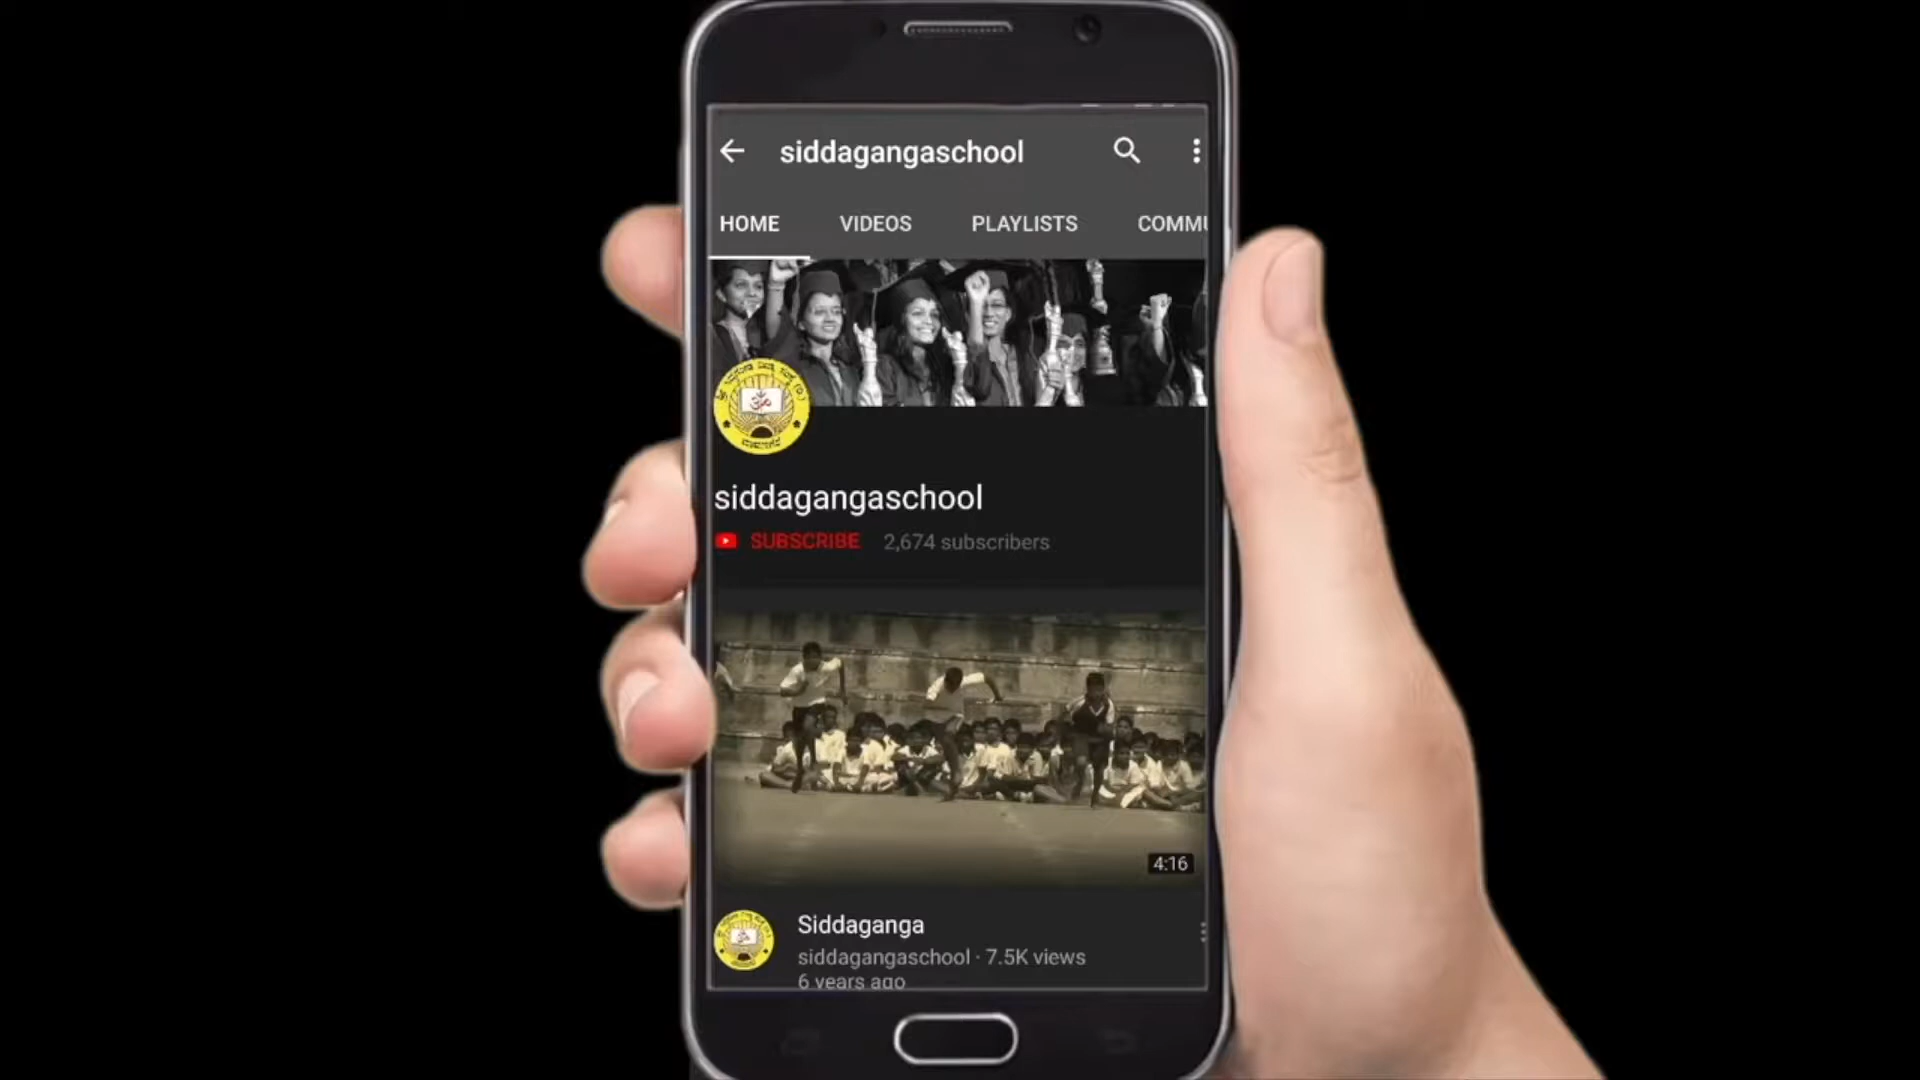 siddagangaschool
HOME VIDEOS PLAYLISTS COMMU
siddagangaschool
SUBSCRIBE 2,674 subscribers
4:16
Siddaganga
siddagangaschool · 7.5K views
6 years ago